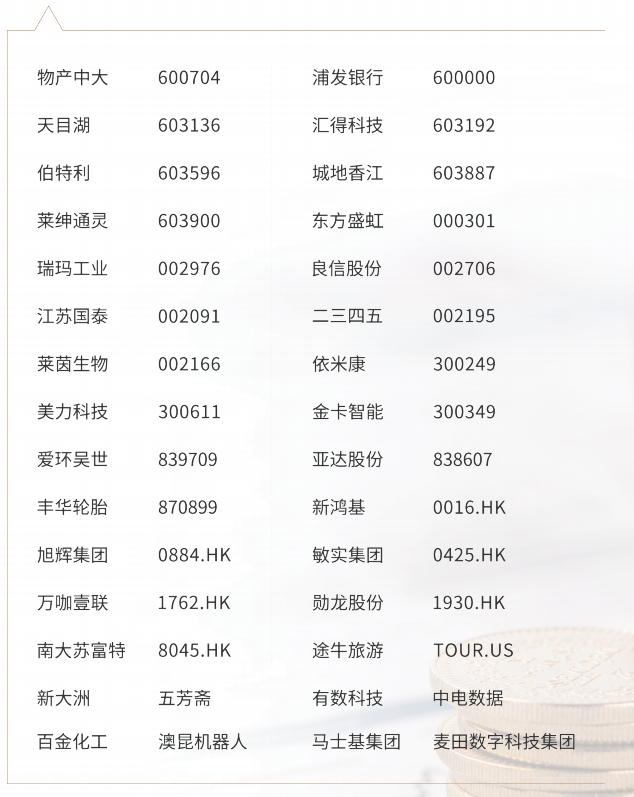 物产中大 600704 浦发银行 600000
天目湖 603136 汇得科技 603192
伯特利 603596 城地香江 603887
莱绅通灵 603900 东方盛虹 000301
瑞玛工业 002976 良信股份 002706
江苏国泰 002091 二三四五 002195
莱茵生物 002166 依米康 300249
美力科技 300611 金卡智能 300349
爱环吴世 839709 亚达股份 838607
丰华轮胎 870899 新鸿基 0016.HK
旭辉集团 0884.HK 敏实集团 0425.HK
万咖壹联 1762.HK 勋龙股份 1930.HK
南大苏富特 8045.HK 途牛旅游 TOUR.US
新大洲 五芳斋 有数科技 中电数据
百金化工 澳昆机器人 马士基集团 麦田数字科技集团